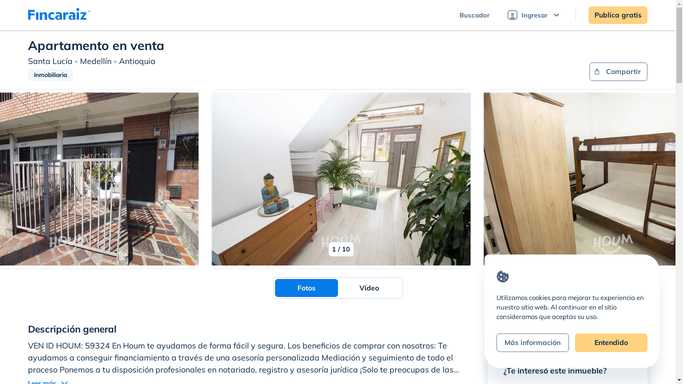 Fincaraiz
Buscador
Ingresar
Publica gratis
Apartamento en venta
Santa Lucía - Medellín - Antioquia
Inmobiliaria
Compartir
HOUM
HOUM
HOUM
1 / 10
Fotos
Video
Utilizamos cookies para mejorar tu experiencia en
nuestro sitio web. Al continuar en el sitio
consideramos que aceptas su uso.
Más información
Entendido
Descripción general
VEN ID HOUM: 59324 En Houm te ayudamos de forma fácil y segura. Los beneficios de comprar con nosotros: Te
ayudamos a conseguir financiamiento a través de una asesoría personalizada Mediación y seguimiento de todo el
proceso Ponemos a tu disposición profesionales en notariado, registro y asesoría jurídica ¡Solo te preocupas de las...
Leer más
¿Te interesó este inmueble?